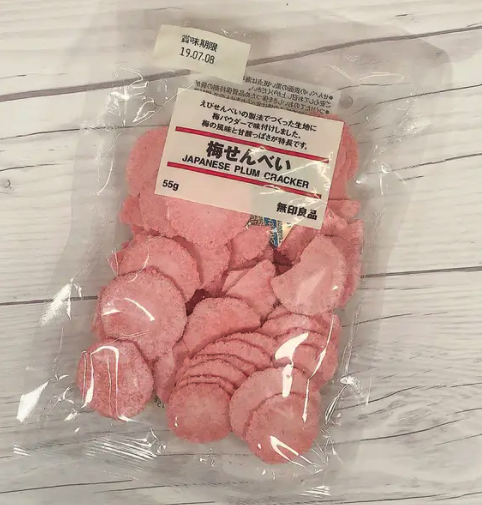 賞味期限
19.07.08
えびせんべいの製法でつくった生地に
梅パウダーで味付けしました。
梅の風味と甘酸っぱさが特長です。
梅せんべい
JAPANESE PLUM CRACKER
55g
無印良品